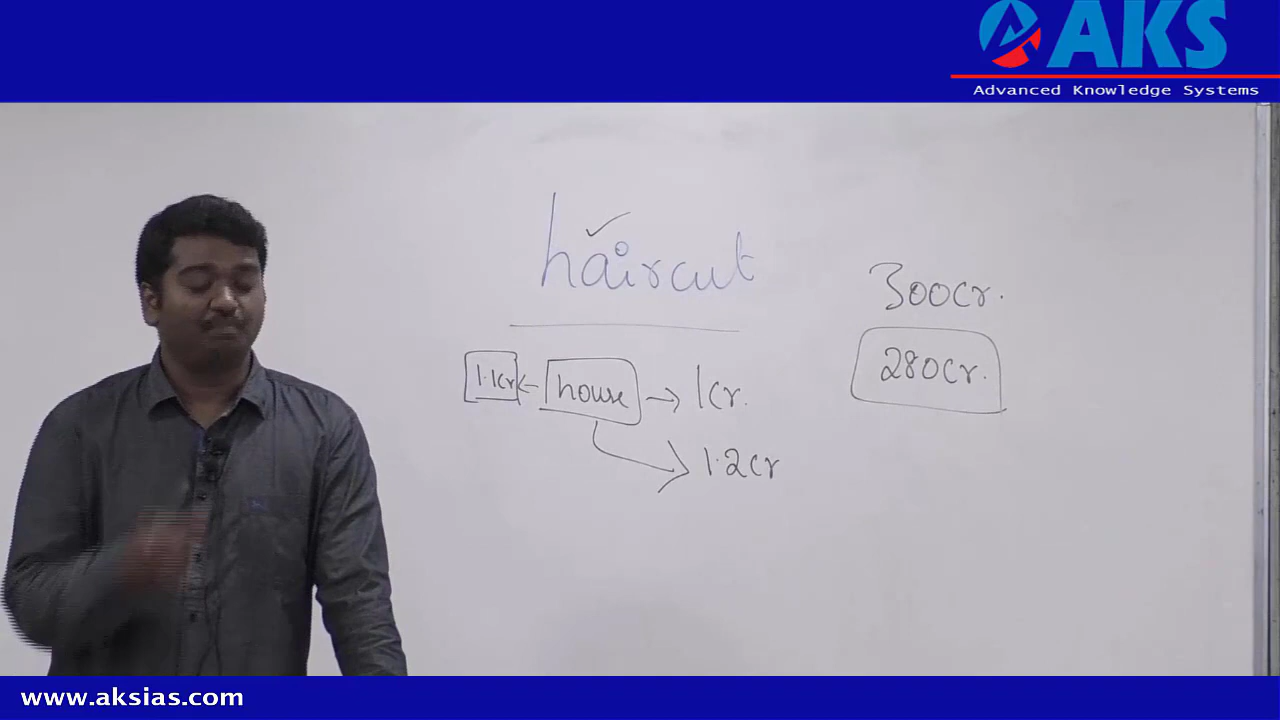 AKS
Advanced Knowledge Systems
haircut
300cr.
280cr.
1.1cr house 1cr.
1.2cr
www.aksias.com